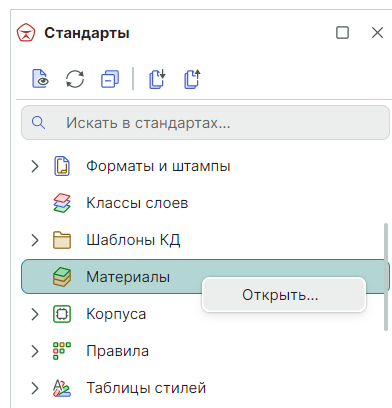 Стандарты
Искать в стандартах...
Форматы и штампы
Классы слоев
Шаблоны КД
Материалы
Открыть...
Корпуса
Правила
Таблицы стилей